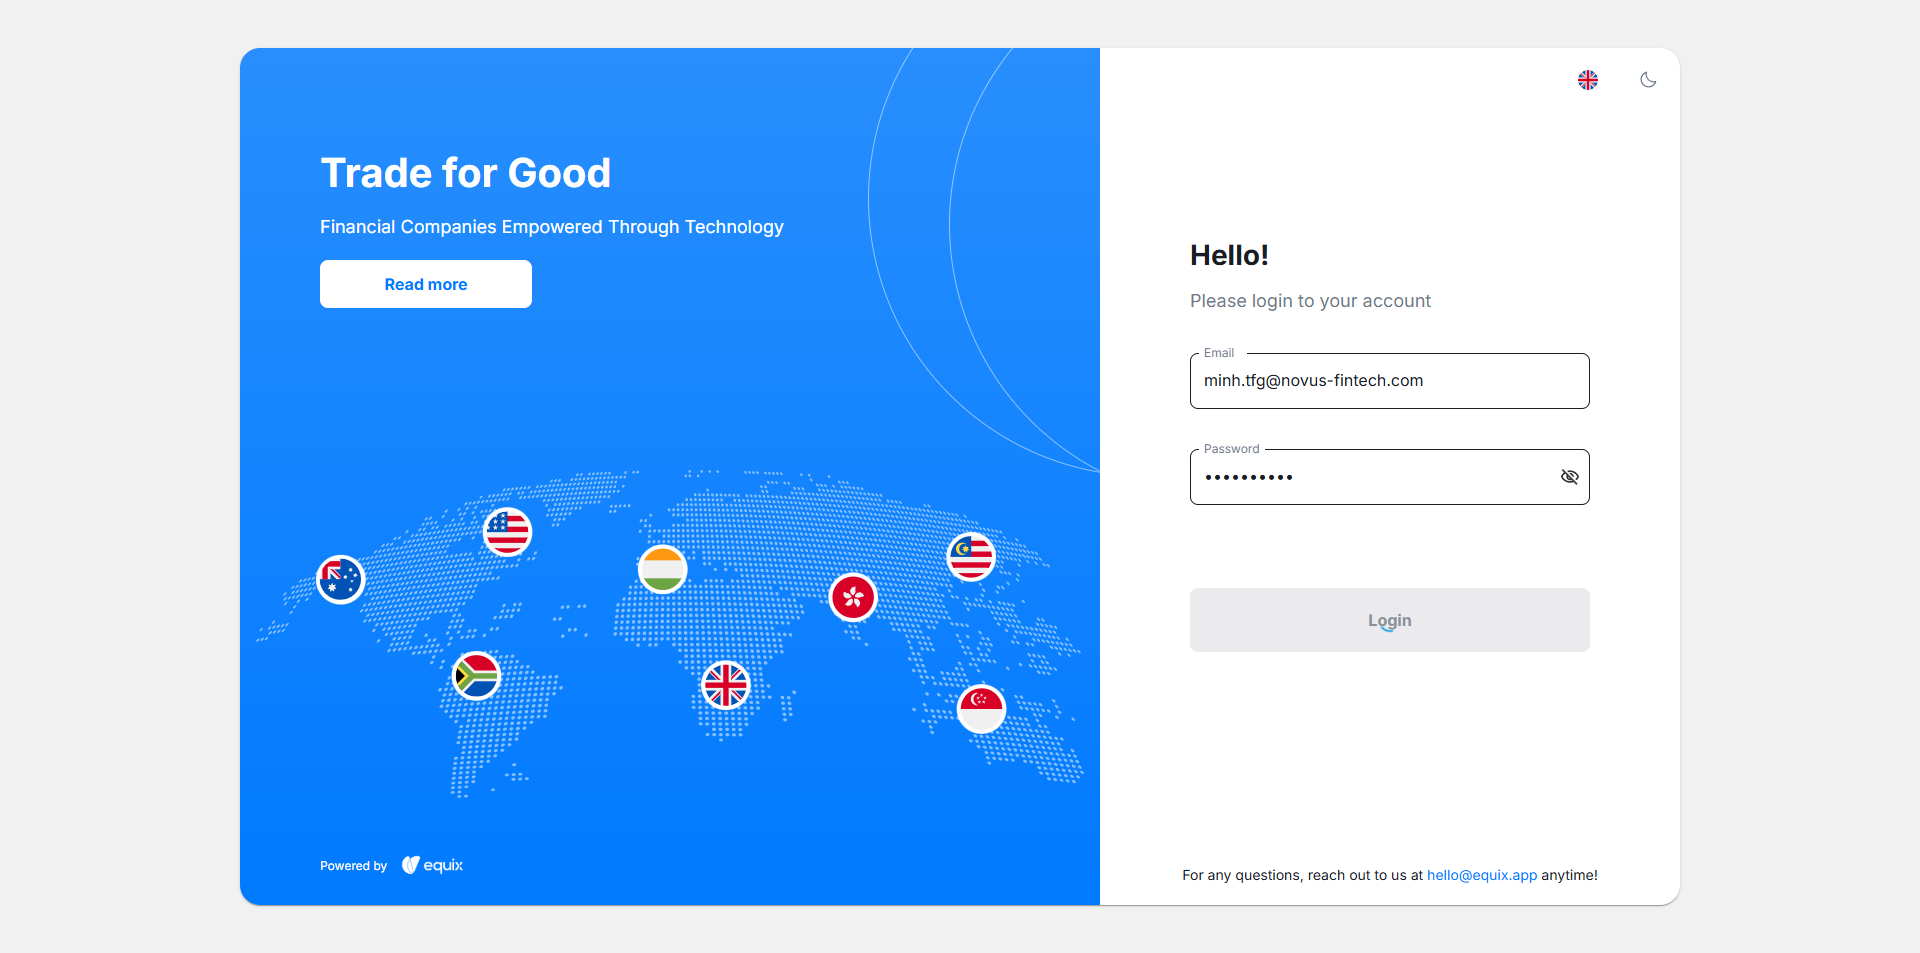 Trade for Good
Financial Companies Empowered Through Technology
Read more
Powered by equix
Hello!
Please login to your account
Email
minh.tfg@novus-fintech.com
Password
••••••••••
Login
For any questions, reach out to us at hello@equix.app anytime!